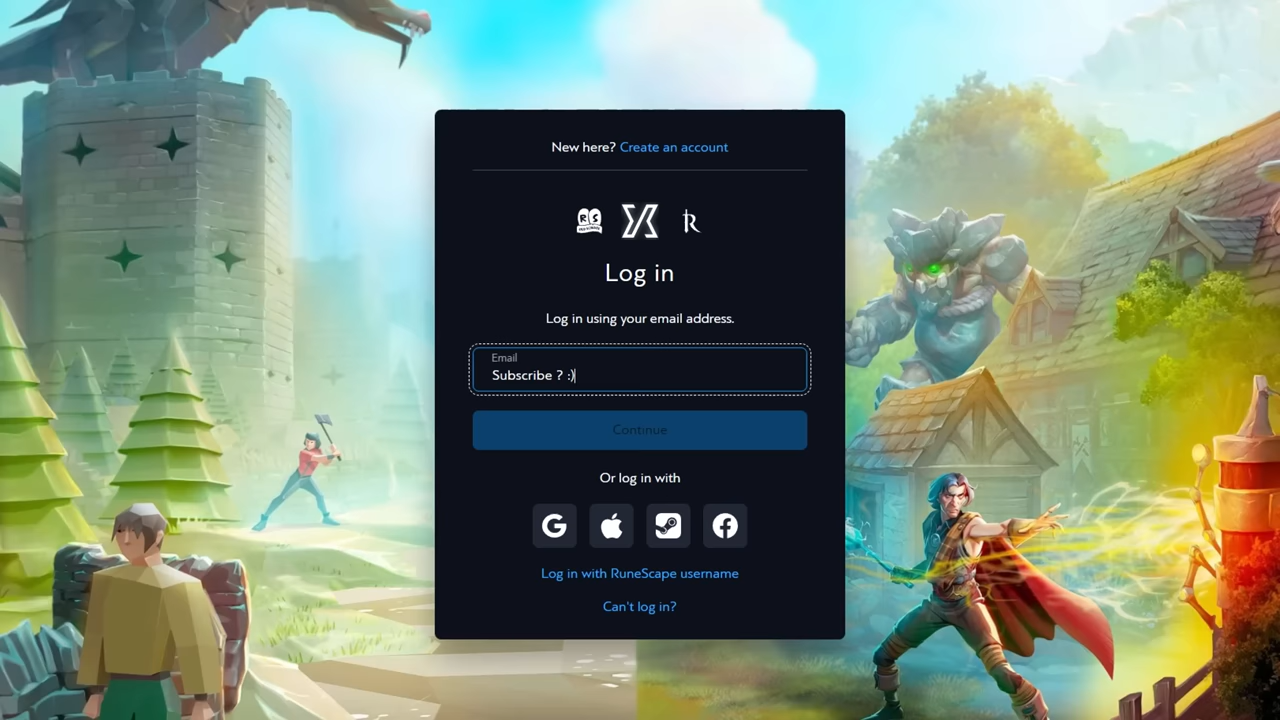 New here? Create an account
RS
Log in
Log in using your email address.
Email
Subscribe ? :)
Continue
Or log in with
Log in with RuneScape username
Can't log in?